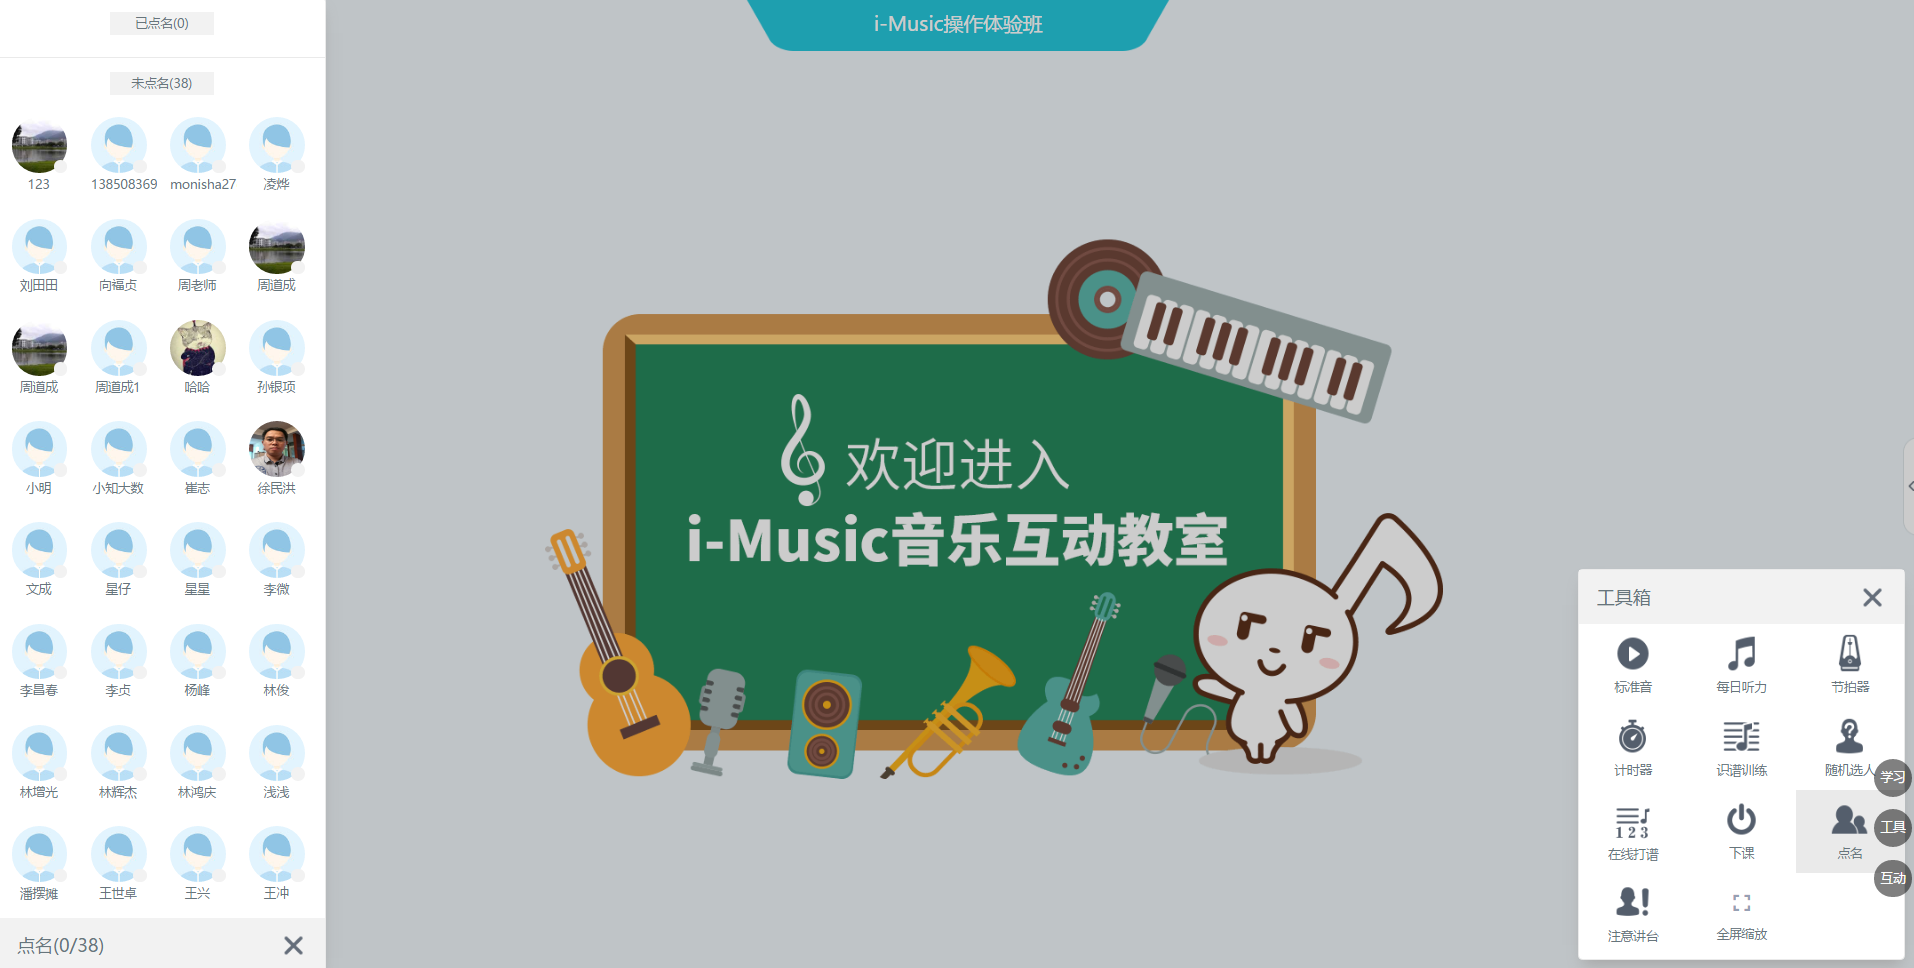 已点名(0)
未点名(38)
123 138508369 monisha27 凌烨
刘田田 向福贞 周老师 周道成
周道成 周道成1 哈哈 孙银项
小明 小知大数 崔志 徐民洪
文成 星仔 星星 李微
李昌春 李贞 杨峰 林俊
林增光 林辉杰 林鸿庆 浅浅
潘摆摊 王世卓 王兴 王冲
点名(0/38)
i-Music操作体验班
欢迎进入
i-Music音乐互动教室
工具箱
标准音 每日听力 节拍器
计时器 识谱训练 随机选人
1 2 3
在线打谱 下课 点名
注意讲台 全屏缩放
学习
工具
互动